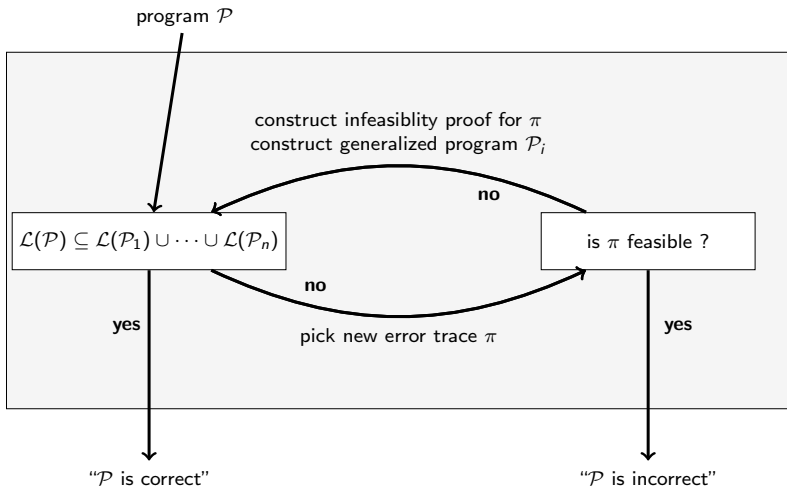 program 𝒫
construct infeasiblity proof for π
construct generalized program 𝒫ᵢ
no
ℒ(𝒫) ⊆ ℒ(𝒫₁) ∪ ⋯ ∪ ℒ(𝒫ₙ)
is π feasible ?
no
yes
pick new error trace π
yes
“𝒫 is correct”
“𝒫 is incorrect”